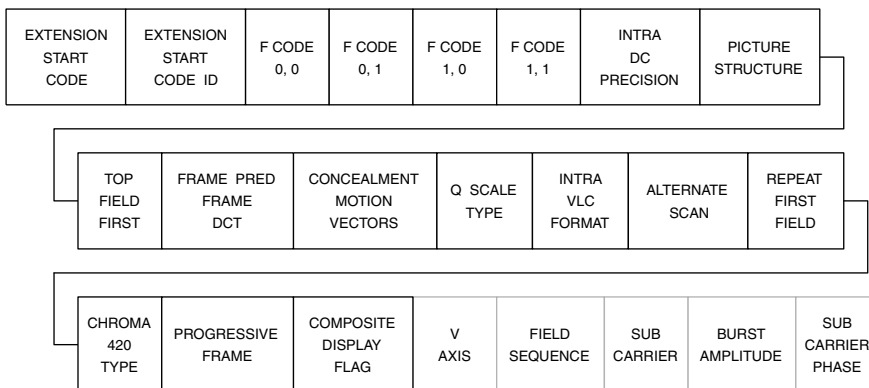 EXTENSION
START
CODE
EXTENSION
START
CODE ID
F CODE
0, 0
F CODE
0, 1
F CODE
1, 0
F CODE
1, 1
INTRA
DC
PRECISION
PICTURE
STRUCTURE
TOP
FIELD
FIRST
FRAME PRED
FRAME
DCT
CONCEALMENT
MOTION
VECTORS
Q SCALE
TYPE
INTRA
VLC
FORMAT
ALTERNATE
SCAN
REPEAT
FIRST
FIELD
CHROMA
420
TYPE
PROGRESSIVE
FRAME
COMPOSITE
DISPLAY
FLAG
V
AXIS
FIELD
SEQUENCE
SUB
CARRIER
BURST
AMPLITUDE
SUB
CARRIER
PHASE